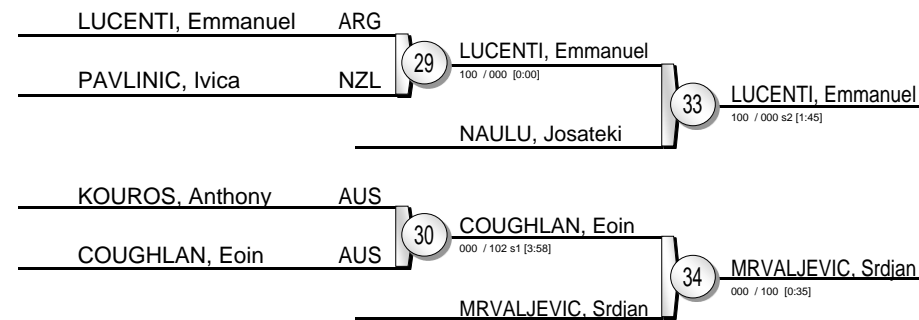 LUCENTI, Emmanuel ARG
29
LUCENTI, Emmanuel
100 / 000 [0:00]
PAVLINIC, Ivica NZL
33
LUCENTI, Emmanuel
100 / 000 s2 [1:45]
NAULU, Josateki
KOUROS, Anthony AUS
30
COUGHLAN, Eoin
000 / 102 s1 [3:58]
COUGHLAN, Eoin AUS
34
MRVALJEVIC, Srdjan
000 / 100 [0:35]
MRVALJEVIC, Srdjan